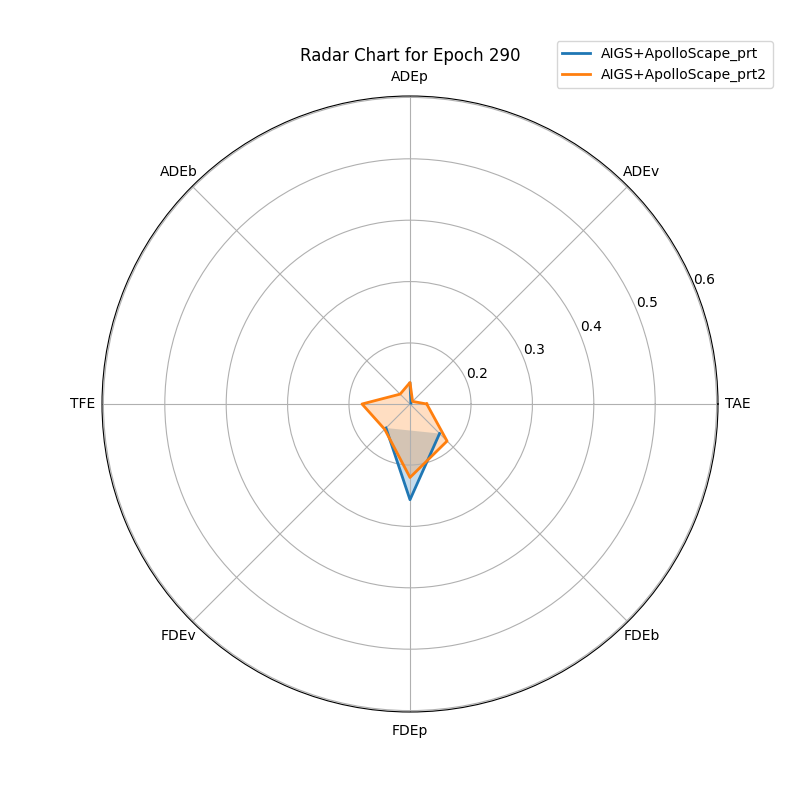 Radar Chart for Epoch 290
AIGS+ApolloScape_prt
AIGS+ApolloScape_prt2
ADEp
ADEb
ADEv
0.6
0.5
0.4
0.3
0.2
TFE
TAE
FDEv
FDEb
FDEp